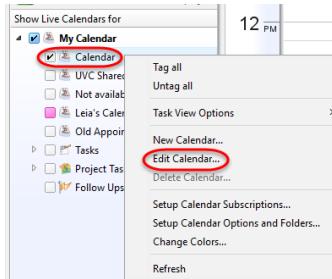 Show Live Calendars for
12 PM
My Calendar
Calendar
UVC Shared
Not availab
Leia's Caler
Old Appoir
Tasks
Project Tas
Follow Ups
Tag all
Untag all
Task View Options
New Calendar...
Edit Calendar...
Delete Calendar...
Setup Calendar Subscriptions...
Setup Calendar Options and Folders...
Change Colors...
Refresh